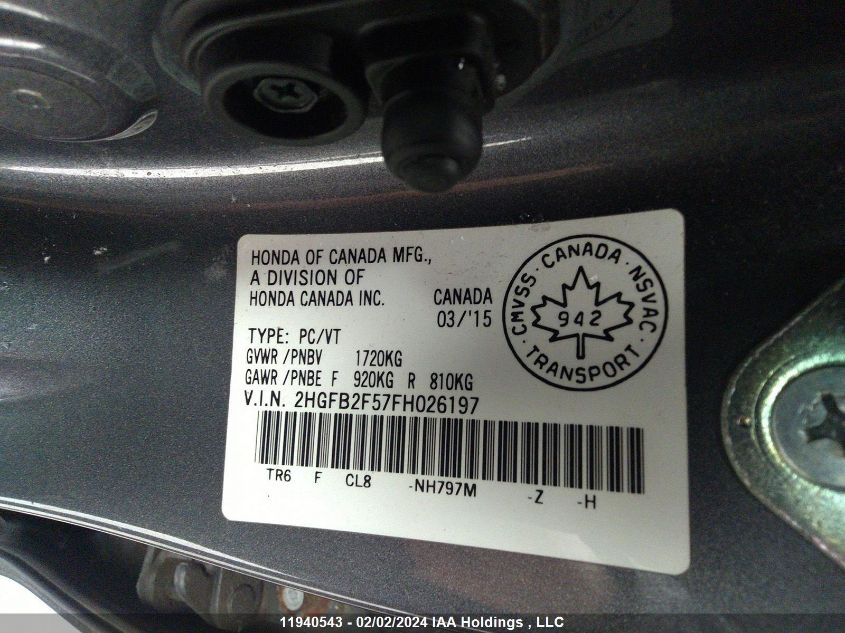 HONDA OF CANADA MFG.,
A DIVISION OF
HONDA CANADA INC. CANADA
03/'15
TYPE: PC/VT
GVWR /PNBV 1720KG
GAWR /PNBE F 920KG R 810KG
V.I.N. 2HGFB2F57FH026197
TR6 F CL8 -NH797M -Z -H
CMVSS · CANADA · NSVAC · TRANSPORT ·
942
11940543 - 02/02/2024 IAA Holdings , LLC